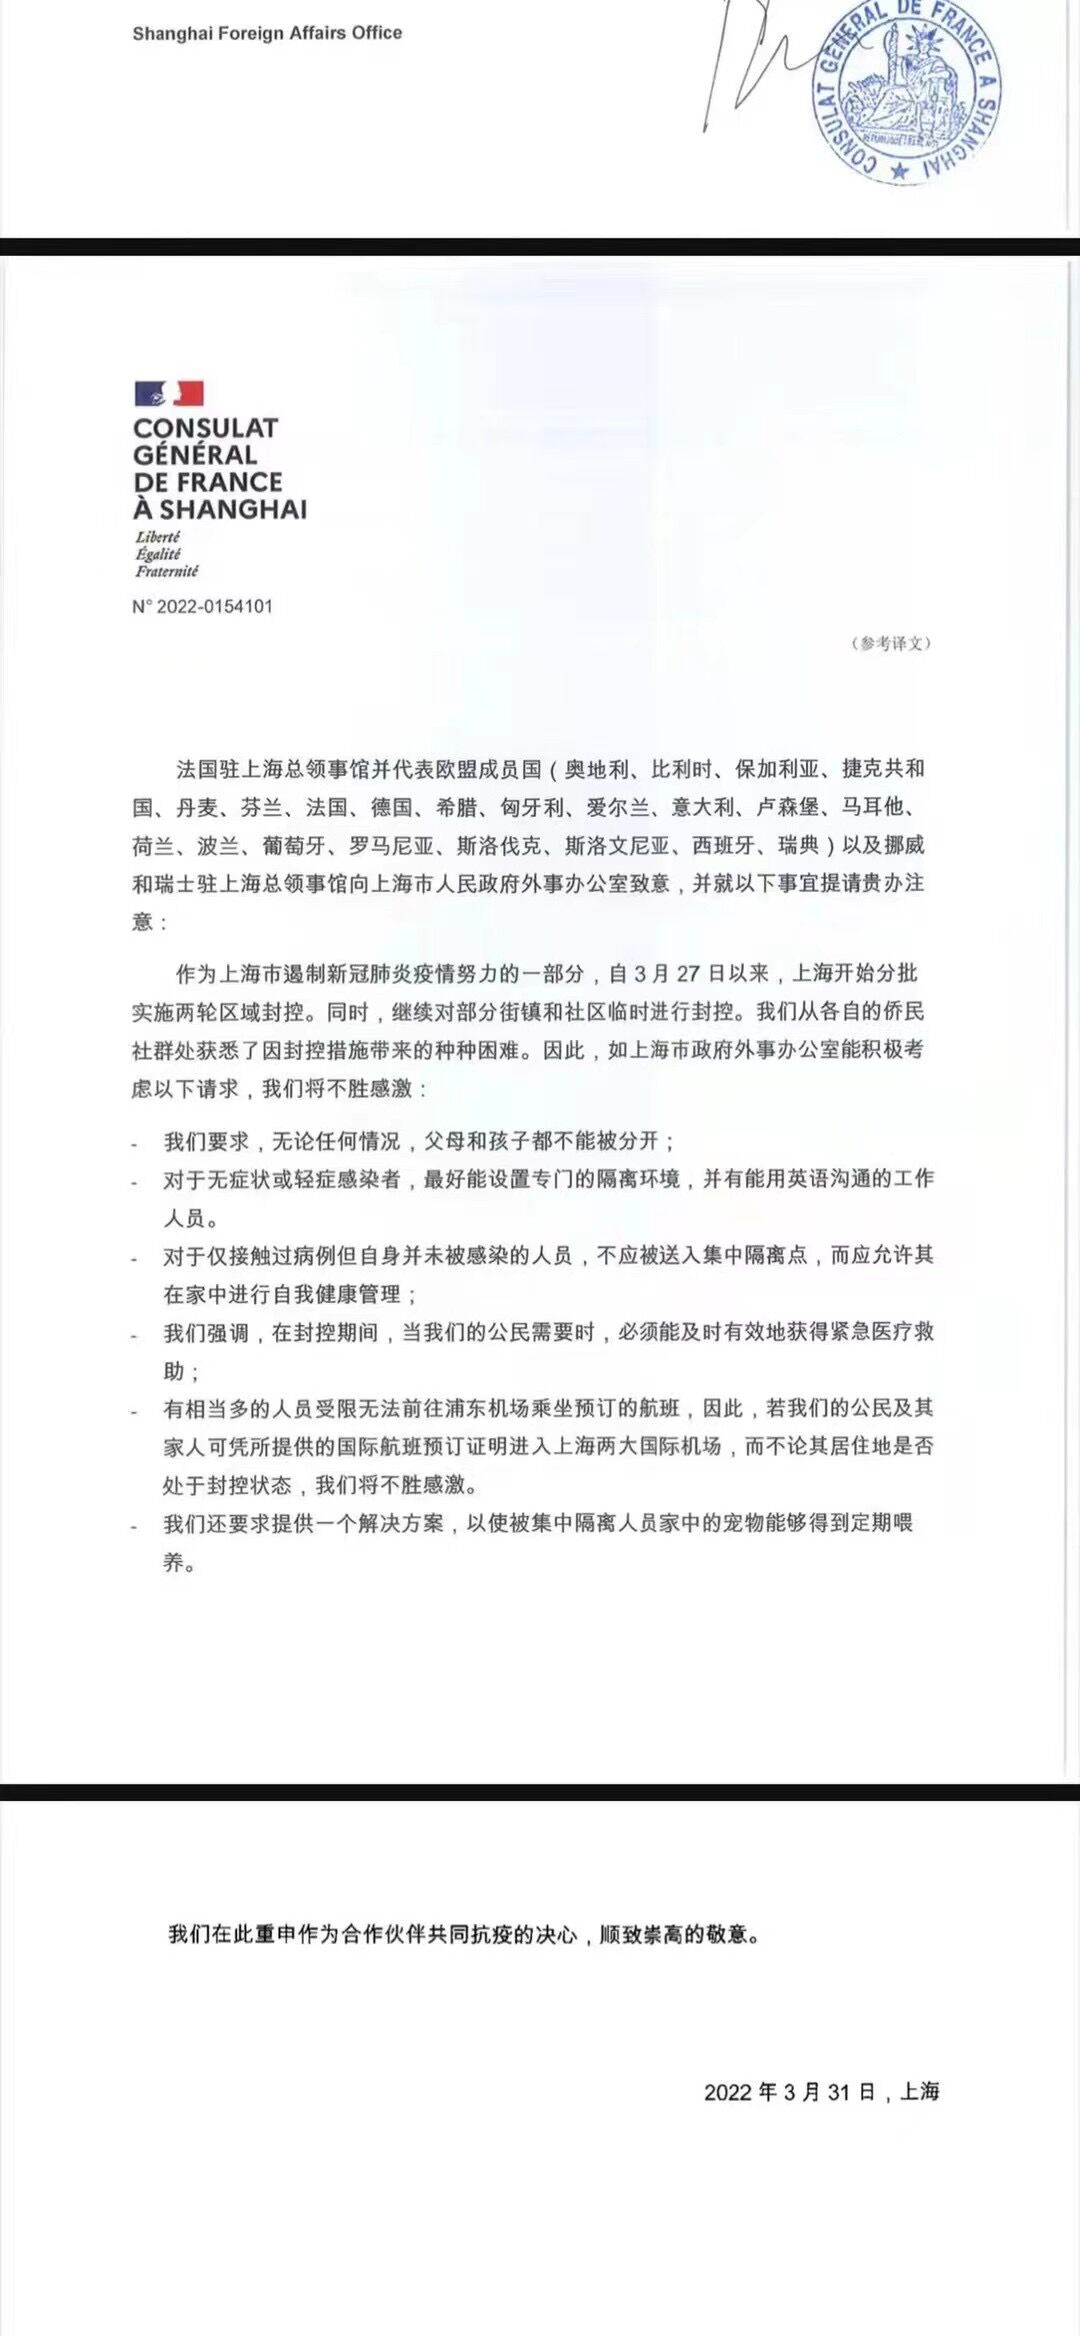 Shanghai Foreign Affairs Office
CONSULAT GÉNÉRAL DE FRANCE A SHANGHAI
CONSULAT
GÉNÉRAL
DE FRANCE
À SHANGHAI
Liberté
Égalité
Fraternité
N° 2022-0154101
（参考译文）
法国驻上海总领事馆并代表欧盟成员国（奥地利、比利时、保加利亚、捷克共和
国、丹麦、芬兰、法国、德国、希腊、匈牙利、爱尔兰、意大利、卢森堡、马耳他、
荷兰、波兰、葡萄牙、罗马尼亚、斯洛伐克、斯洛文尼亚、西班牙、瑞典）以及挪威
和瑞士驻上海总领事馆向上海市人民政府外事办公室致意，并就以下事宜提请贵办注
意：
作为上海市遏制新冠肺炎疫情努力的一部分，自 3 月 27 日以来，上海开始分批
实施两轮区域封控。同时，继续对部分街镇和社区临时进行封控。我们从各自的侨民
社群处获悉了因封控措施带来的种种困难。因此，如上海市政府外事办公室能积极考
虑以下请求，我们将不胜感激：
- 我们要求，无论任何情况，父母和孩子都不能被分开；
- 对于无症状或轻症感染者，最好能设置专门的隔离环境，并有能用英语沟通的工作
人员。
- 对于仅接触过病例但自身并未被感染的人员，不应被送入集中隔离点，而应允许其
在家中进行自我健康管理；
- 我们强调，在封控期间，当我们的公民需要时，必须能及时有效地获得紧急医疗救
助；
- 有相当多的人员受限无法前往浦东机场乘坐预订的航班，因此，若我们的公民及其
家人可凭所提供的国际航班预订证明进入上海两大国际机场，而不论其居住地是否
处于封控状态，我们将不胜感激。
- 我们还要求提供一个解决方案，以使被集中隔离人员家中的宠物能够得到定期喂
养。
我们在此重申作为合作伙伴共同抗疫的决心，顺致崇高的敬意。
2022 年 3 月 31 日，上海